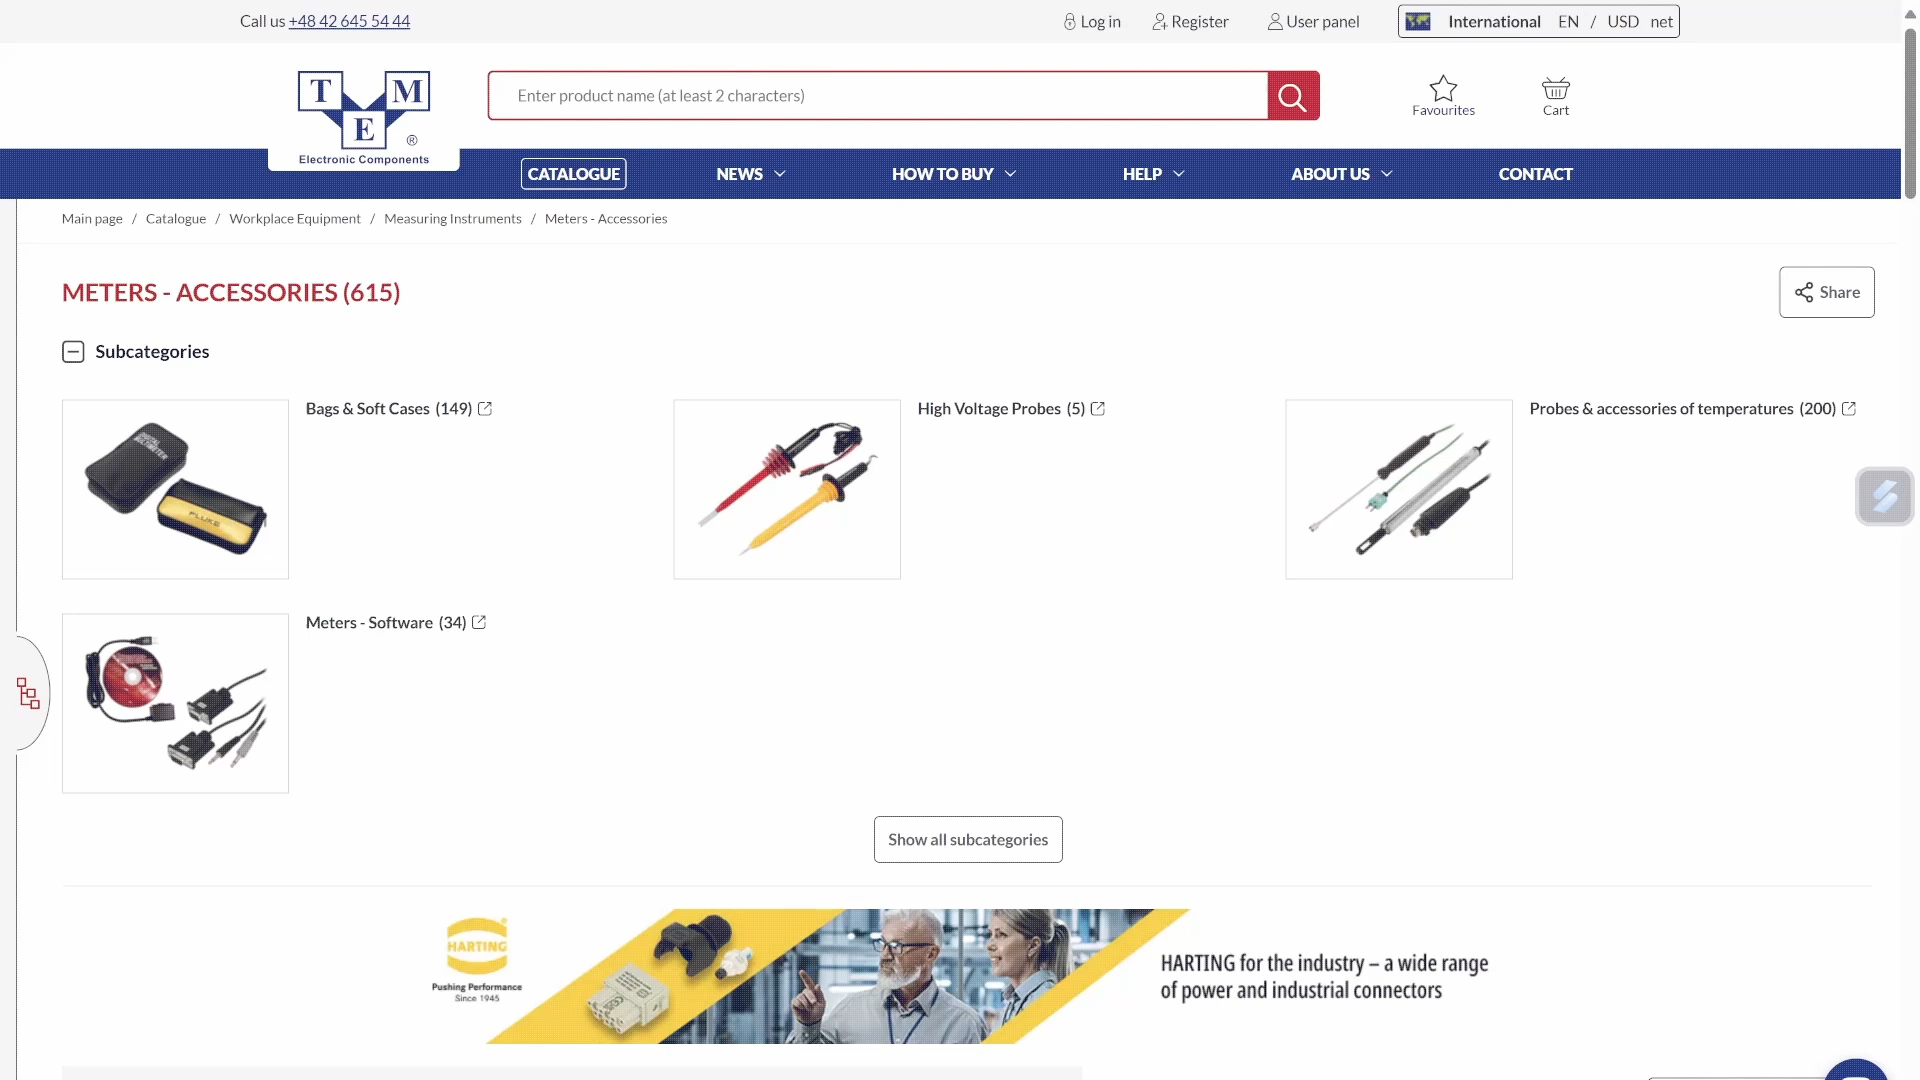 Call us +48 42 645 54 44
Log in
Register
User panel
International EN / USD net
T M E ®
Electronic Components
Enter product name (at least 2 characters)
Favourites
Cart
CATALOGUE
NEWS
HOW TO BUY
HELP
ABOUT US
CONTACT
Main page / Catalogue / Workplace Equipment / Measuring Instruments / Meters - Accessories
METERS - ACCESSORIES (615)
Share
Subcategories
Bags & Soft Cases (149)
High Voltage Probes (5)
Probes & accessories of temperatures (200)
FLUKE
Meters - Software (34)
Show all subcategories
HARTING
Pushing Performance
Since 1945
HARTING for the industry – a wide range
of power and industrial connectors